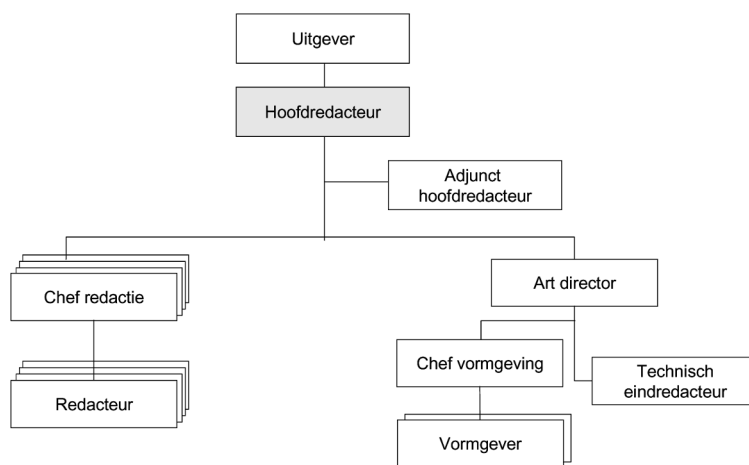 Uitgever
Hoofdredacteur
Adjunct
hoofdredacteur
Chef redactie
Art director
Chef vormgeving
Technisch
eindredacteur
Redacteur
Vormgever